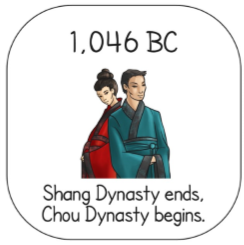 1,046 BC
Shang Dynasty ends,
Chou Dynasty begins.